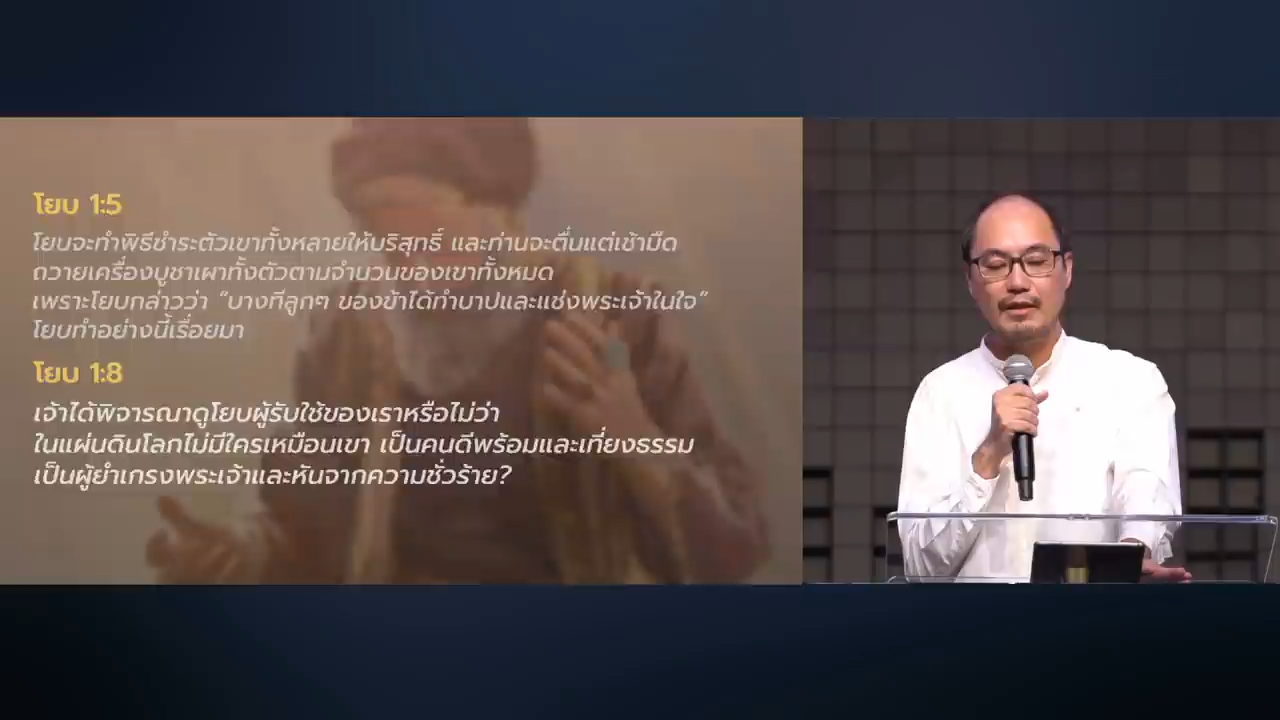 โยบ 1:5
โยบจะทำพิธีชำระตัวเขาทั้งหลายให้บริสุทธิ์ และท่านจะตื่นแต่เช้ามืด
ถวายเครื่องบูชาเผาทั้งตัวตามจำนวนของเขาทั้งหมด
เพราะโยบกล่าวว่า “บางทีลูกๆ ของข้าได้ทำบาปและแช่งพระเจ้าในใจ”
โยบทำอย่างนี้เรื่อยมา
โยบ 1:8
เจ้าได้พิจารณาดูโยบผู้รับใช้ของเราหรือไม่ว่า
ในแผ่นดินโลกไม่มีใครเหมือนเขา เป็นคนดีพร้อมและเที่ยงธรรม
เป็นผู้ยำเกรงพระเจ้าและหันจากความชั่วร้าย?